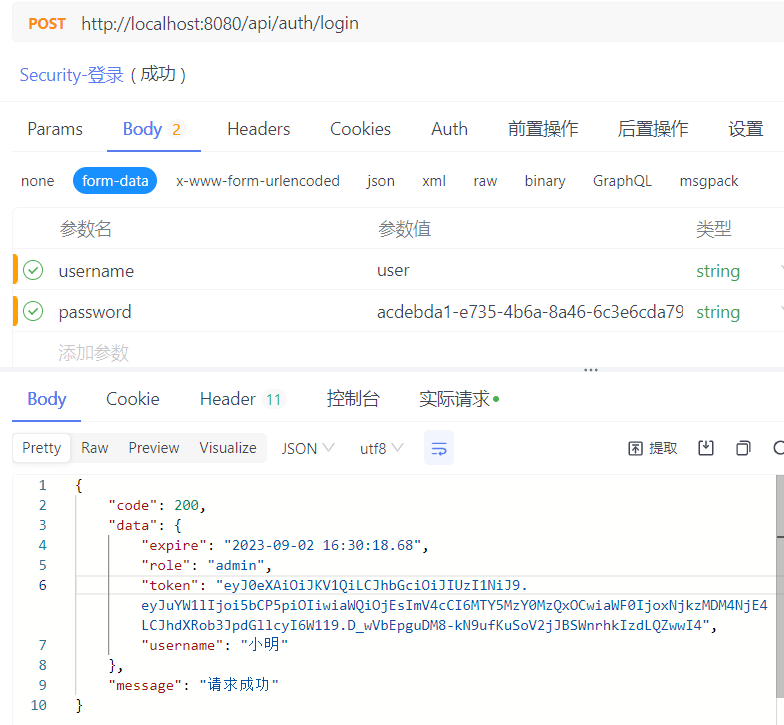 POST http://localhost:8080/api/auth/login
Security-登录 ( 成功 )
Params Body 2 Headers Cookies Auth 前置操作 后置操作 设置
none form-data x-www-form-urlencoded json xml raw binary GraphQL msgpack
参数名 参数值 类型
username user string
password acdebda1-e735-4b6a-8a46-6c3e6cda79 string
添加参数
Body Cookie Header 11 控制台 实际请求
Pretty Raw Preview Visualize JSON utf8 提取
1 {
2 "code": 200,
3 "data": {
4 "expire": "2023-09-02 16:30:18.68",
5 "role": "admin",
6 "token": "eyJ0eXAiOiJKV1QiLCJhbGciOiJIUzI1NiJ9.
eyJuYW1lIjoi5bCP5piOIiwiaWQiOjEsImV4cCI6MTY5MzY0MzQxOCwiaWF0IjoxNjkzMDM4NjE4
LCJhdXRob3JpdGllcyI6W119.D_wVbEpguDM8-kN9ufKuSoV2jJBSWnrhkIzdLQZwwI4",
7 "username": "小明"
8 },
9 "message": "请求成功"
10 }